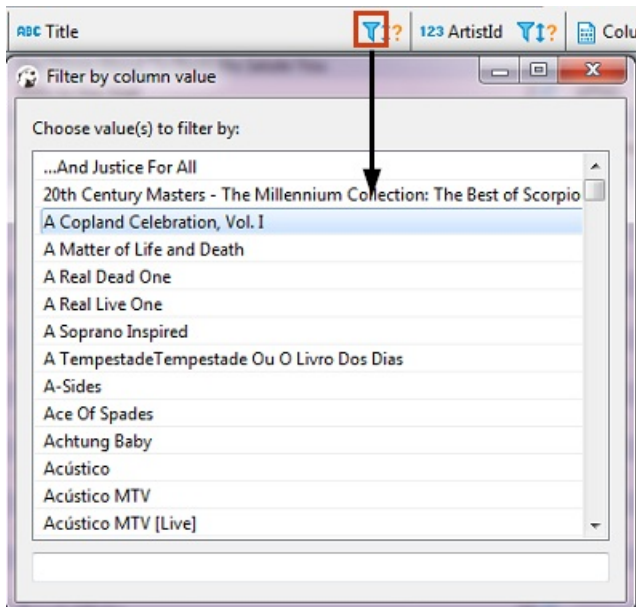 ABC Title ? 123 ArtistId ? Colu
Filter by column value
Choose value(s) to filter by:
...And Justice For All
20th Century Masters - The Millennium Collection: The Best of Scorpio
A Copland Celebration, Vol. I
A Matter of Life and Death
A Real Dead One
A Real Live One
A Soprano Inspired
A TempestadeTempestade Ou O Livro Dos Dias
A-Sides
Ace Of Spades
Achtung Baby
Acústico
Acústico MTV
Acústico MTV [Live]